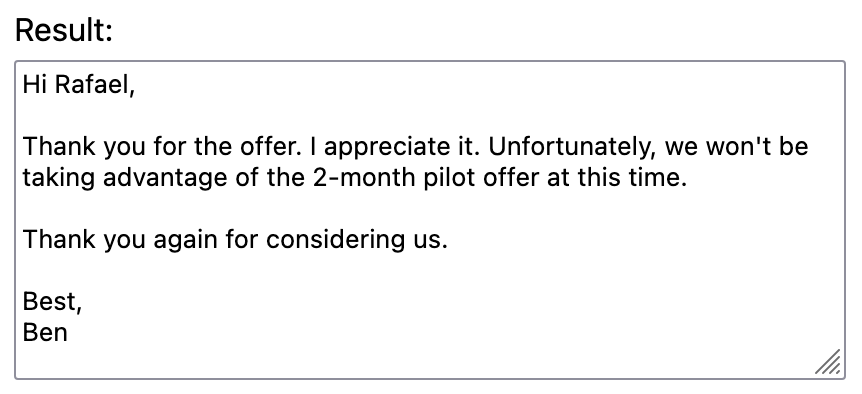 Result:
Hi Rafael,
Thank you for the offer. I appreciate it. Unfortunately, we won't be
taking advantage of the 2-month pilot offer at this time.
Thank you again for considering us.
Best,
Ben